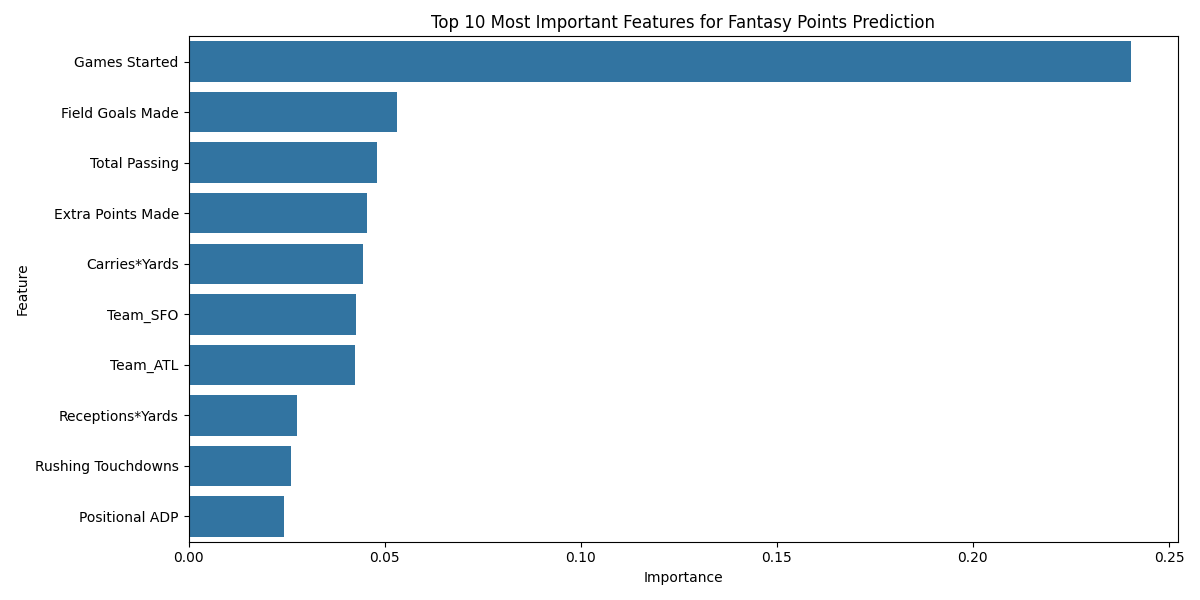 Top 10 Most Important Features for Fantasy Points Prediction
Feature
Games Started
Field Goals Made
Total Passing
Extra Points Made
Carries*Yards
Team_SFO
Team_ATL
Receptions*Yards
Rushing Touchdowns
Positional ADP
0.00 0.05 0.10 0.15 0.20 0.25
Importance